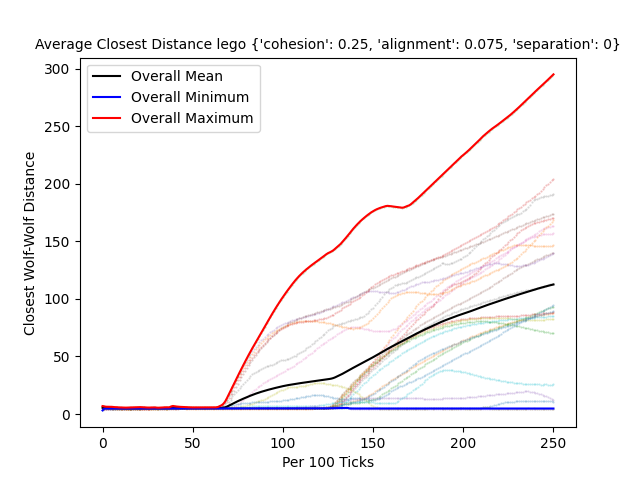 Average Closest Distance lego {'cohesion': 0.25, 'alignment': 0.075, 'separation': 0}
Overall Mean
Overall Minimum
Overall Maximum
Closest Wolf-Wolf Distance
300
250
200
150
100
50
0
0 50 100 150 200 250
Per 100 Ticks